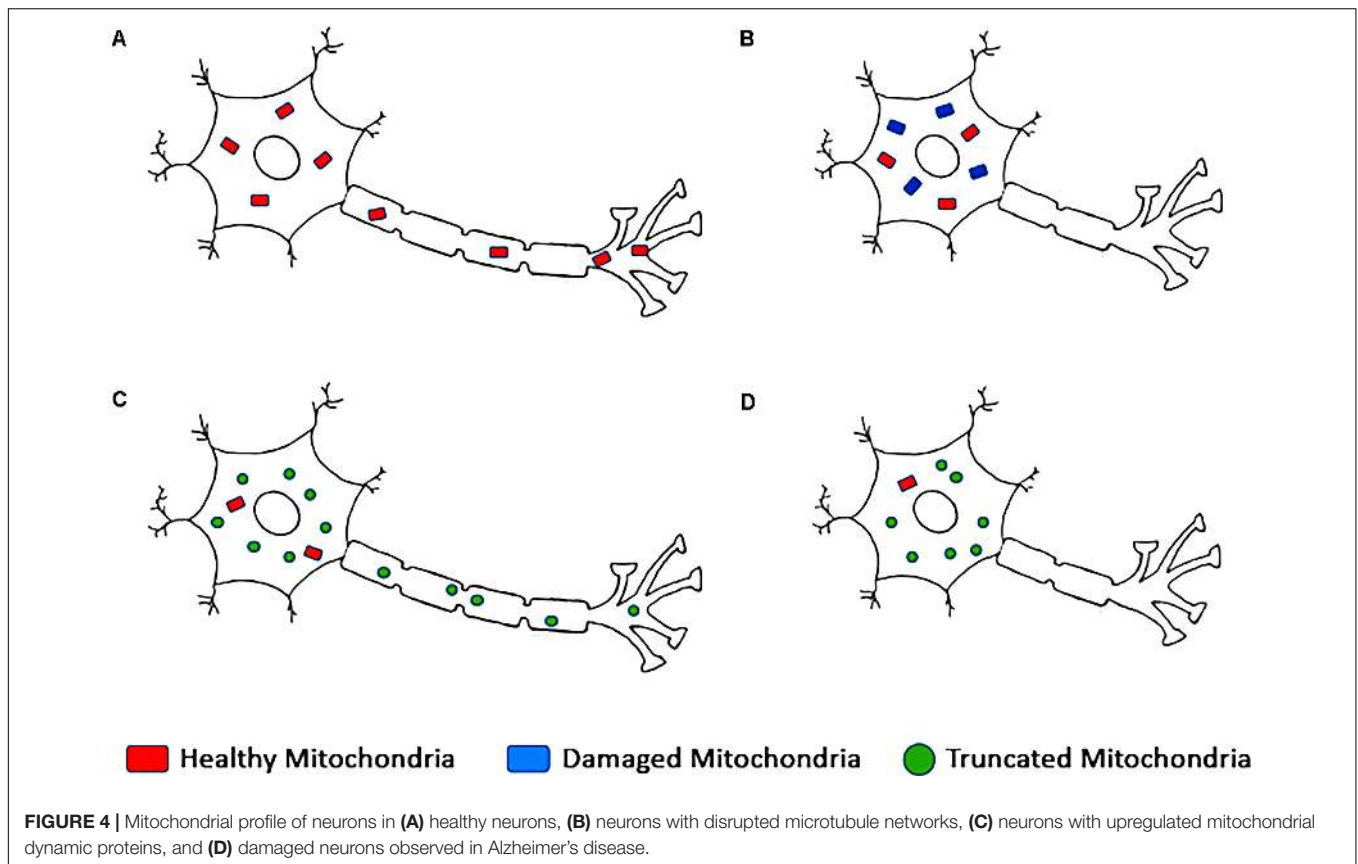 A
B
C
D
Healthy Mitochondria
Damaged Mitochondria
Truncated Mitochondria
FIGURE 4 | Mitochondrial profile of neurons in (A) healthy neurons, (B) neurons with disrupted microtubule networks, (C) neurons with upregulated mitochondrial
dynamic proteins, and (D) damaged neurons observed in Alzheimer's disease.